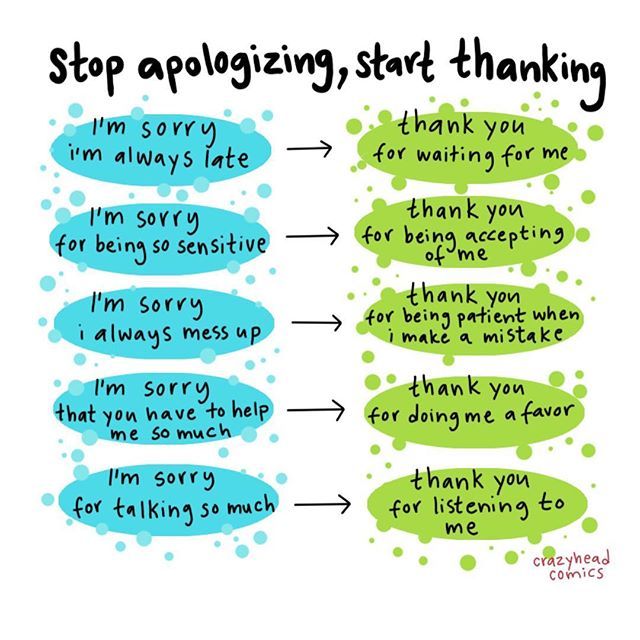 Stop apologizing, start thanking
I'm sorry
i'm always late
thank you
for waiting for me
I'm sorry
for being so sensitive
thank you
for being accepting
of me
I'm sorry
i always mess up
thank you
for being patient when
i make a mistake
I'm sorry
that you have to help
me so much
thank you
for doing me a favor
I'm sorry
for talking so much
thank you
for listening to
me
crazyhead
comics